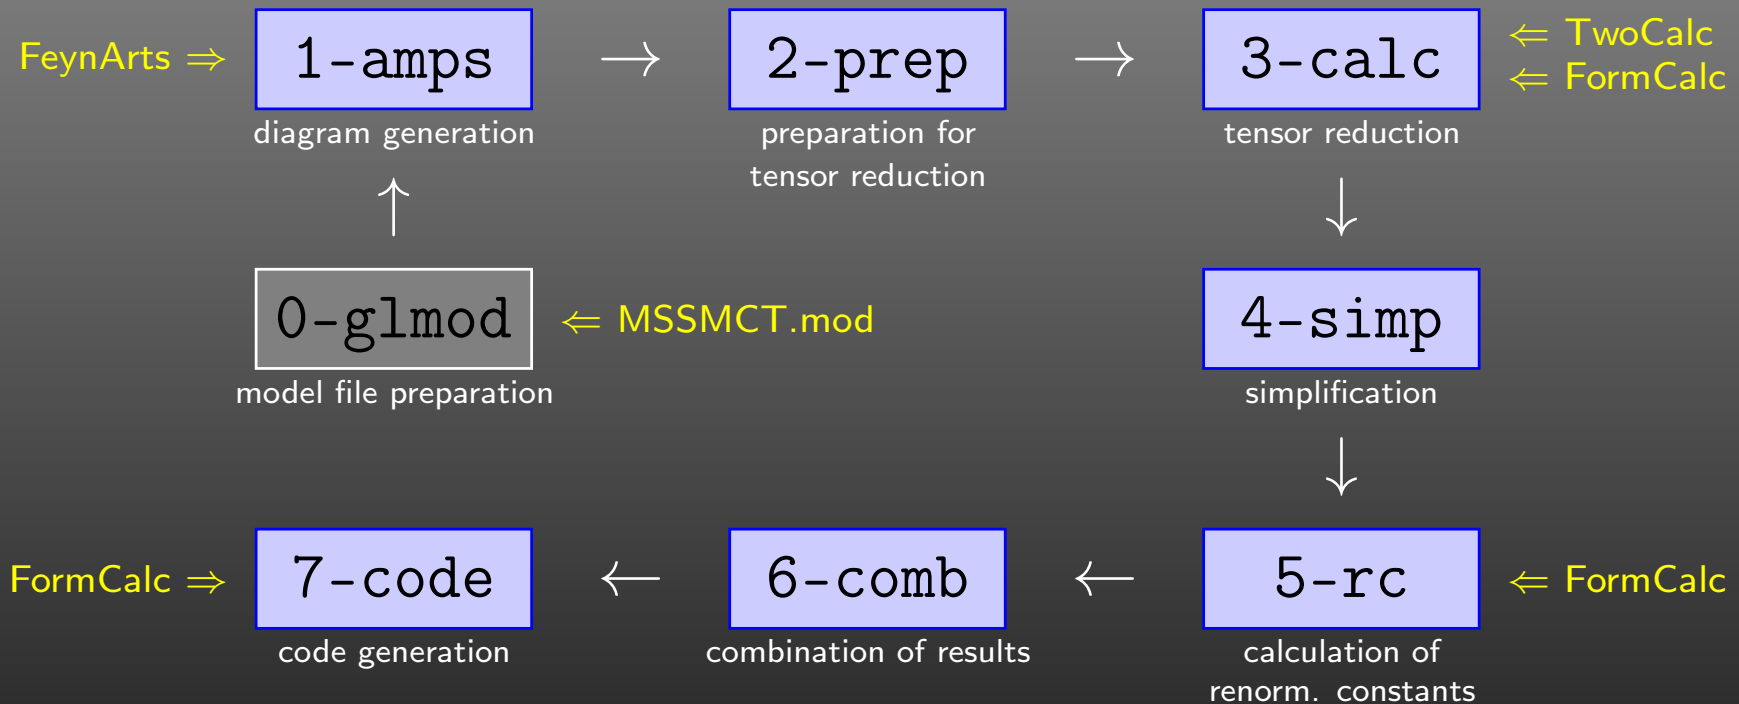 FeynArts ⇒ 1-amps → 2-prep → 3-calc ⇐ TwoCalc
⇐ FormCalc
diagram generation
preparation for
tensor reduction
tensor reduction
↑ ↓
0-glmod ⇐ MSSMCT.mod
4-simp
model file preparation
simplification
↓
FormCalc ⇒ 7-code ← 6-comb ← 5-rc ⇐ FormCalc
code generation
combination of results
calculation of
renorm. constants